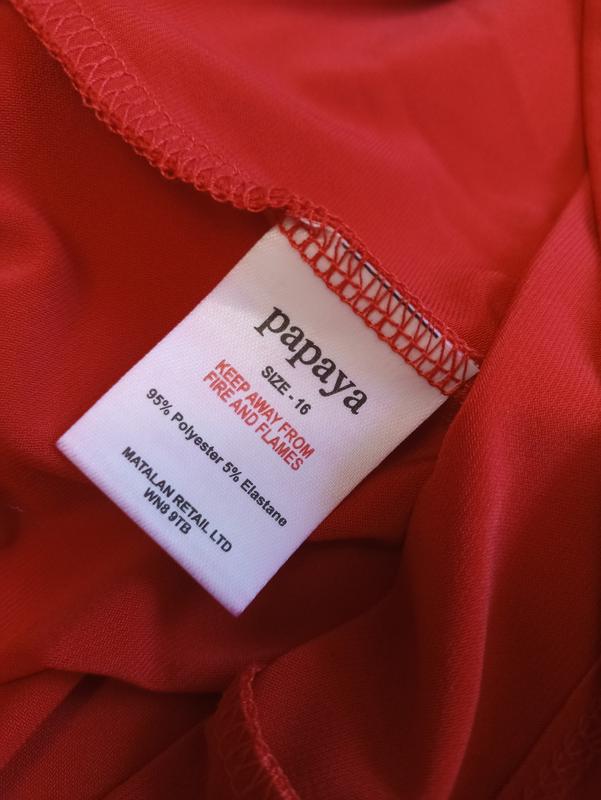 papaya
SIZE - 16
KEEP AWAY FROM
FIRE AND FLAMES
95% Polyester 5% Elastane
MATALAN RETAIL LTD
WN8 9TB